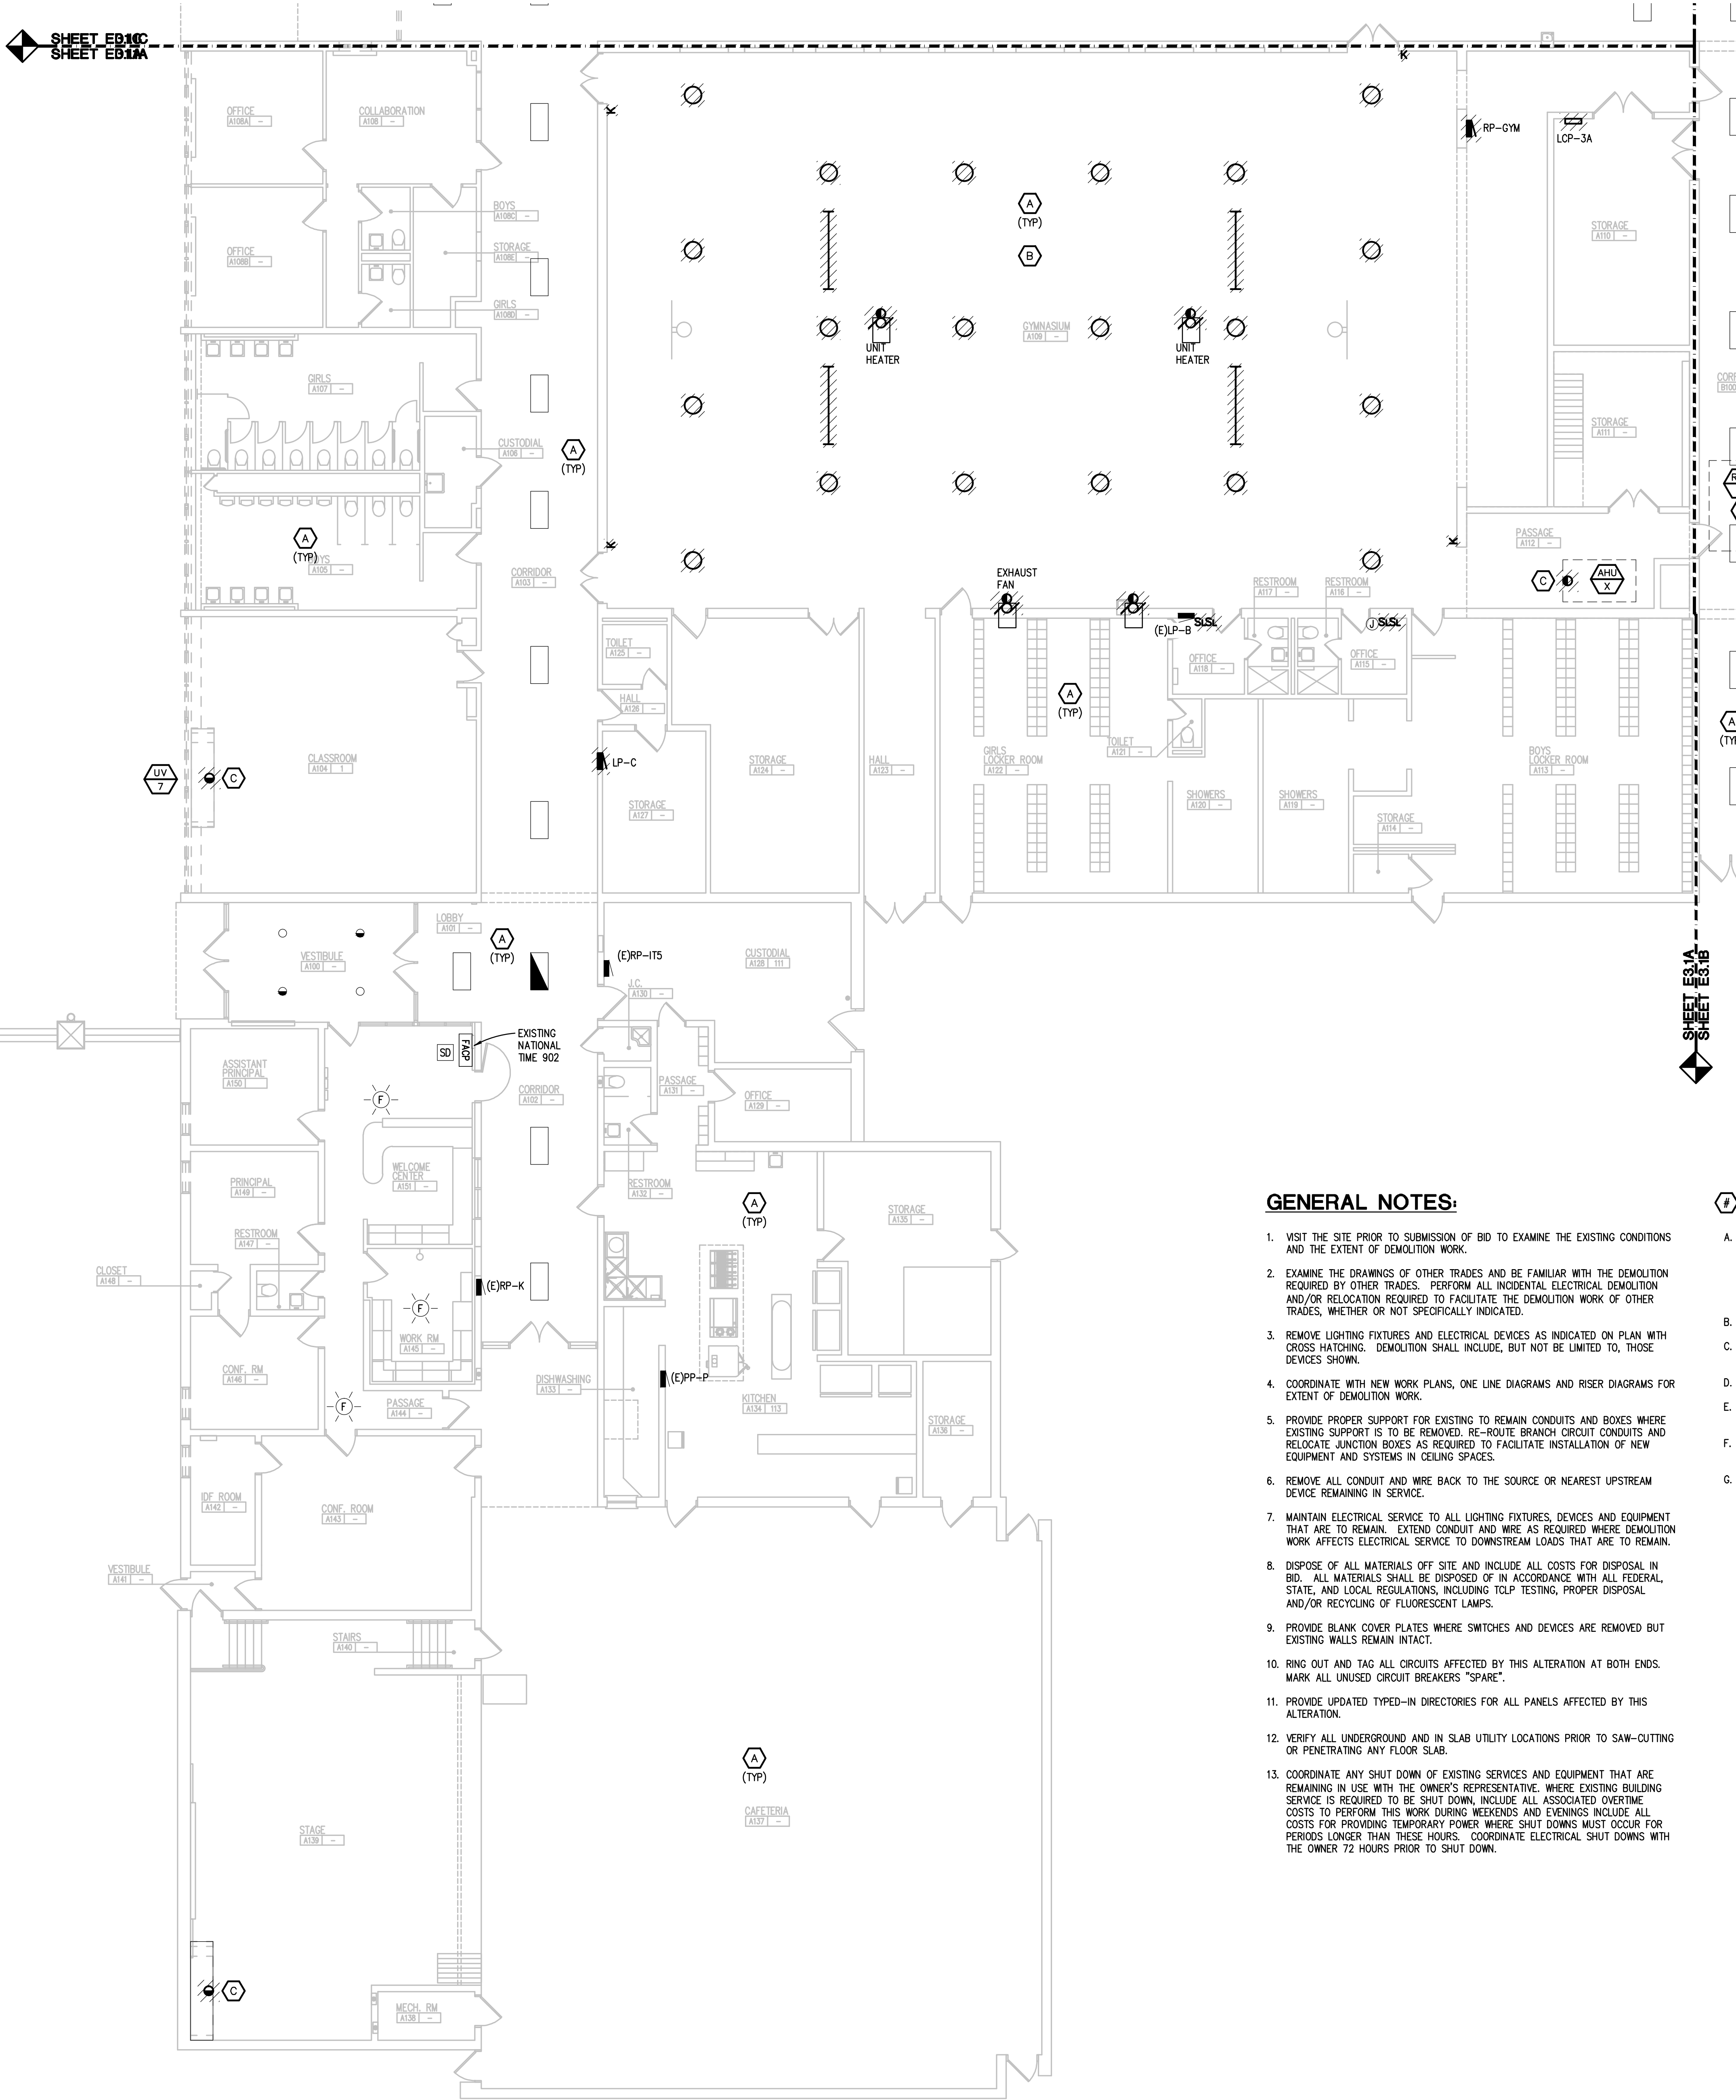 SHEET ED3.1A
OFFICE
A108A -
COLLABORATION
A108 -
K
K
RP-GYM
LCP-3A
BOYS
A108C -
A
(TYP)
STORAGE
A110 -
OFFICE
A108B -
STORAGE
A108E -
B
GIRLS
A108D -
GYMNASIUM
A109 -
UNIT
HEATER
UNIT
HEATER
GIRLS
A107 -
CUSTODIAL
A106 -
A
(TYP)
STORAGE
A111 -
A
(TYP)
BOYS
A105 -
K
K
PASSAGE
A112 -
CORRIDOR
A103 -
EXHAUST
FAN
RESTROOM
A117 -
RESTROOM
A116 -
C
AHU
X
(E)LP-B
SLSL
J SLSL
TOILET
A125 -
OFFICE
A118 -
OFFICE
A115 -
HALL
A126 -
A
(TYP)
A
CLASSROOM
A104 1
UV
7
C
LP-C
STORAGE
A124 -
HALL
A123 -
GIRLS
LOCKER ROOM
A122 -
TOILET
A121 -
BOYS
LOCKER ROOM
A113 -
STORAGE
A127 -
SHOWERS
A120 -
SHOWERS
A119 -
STORAGE
A114 -
LOBBY
A101 -
A
(TYP)
VESTIBULE
A100 -
(E)RP-IT5
CUSTODIAL
A128 111
J.C.
A130 -
SHEET E3.1A
SHEET E3.1B
SD
FACP
EXISTING
NATIONAL
TIME 902
ASSISTANT
PRINCIPAL
A150
F
CORRIDOR
A102 -
PASSAGE
A131 -
OFFICE
A129 -
WELCOME
CENTER
A151 -
PRINCIPAL
A149 -
RESTROOM
A132 -
A
(TYP)
STORAGE
A135 -
RESTROOM
A147 -
CLOSET
A148 -
(E)RP-K
F
WORK RM
A145 -
CONF. RM
A146 -
DISHWASHING
A133 -
(E)PP-P
F
PASSAGE
A144 -
KITCHEN
A134 113
STORAGE
A136 -
IDF ROOM
A142 -
CONF. ROOM
A143 -
VESTIBULE
A141 -
STAIRS
A140 -
A
(TYP)
CAFETERIA
A137 -
STAGE
A139 -
C
MECH. RM
A138 -
GENERAL NOTES:
1. VISIT THE SITE PRIOR TO SUBMISSION OF BID TO EXAMINE THE EXISTING CONDITIONS
AND THE EXTENT OF DEMOLITION WORK.
2. EXAMINE THE DRAWINGS OF OTHER TRADES AND BE FAMILIAR WITH THE DEMOLITION
REQUIRED BY OTHER TRADES. PERFORM ALL INCIDENTAL ELECTRICAL DEMOLITION
AND/OR RELOCATION REQUIRED TO FACILITATE THE DEMOLITION WORK OF OTHER
TRADES, WHETHER OR NOT SPECIFICALLY INDICATED.
3. REMOVE LIGHTING FIXTURES AND ELECTRICAL DEVICES AS INDICATED ON PLAN WITH
CROSS HATCHING. DEMOLITION SHALL INCLUDE, BUT NOT BE LIMITED TO, THOSE
DEVICES SHOWN.
4. COORDINATE WITH NEW WORK PLANS, ONE LINE DIAGRAMS AND RISER DIAGRAMS FOR
EXTENT OF DEMOLITION WORK.
5. PROVIDE PROPER SUPPORT FOR EXISTING TO REMAIN CONDUITS AND BOXES WHERE
EXISTING SUPPORT IS TO BE REMOVED. RE-ROUTE BRANCH CIRCUIT CONDUITS AND
RELOCATE JUNCTION BOXES AS REQUIRED TO FACILITATE INSTALLATION OF NEW
EQUIPMENT AND SYSTEMS IN CEILING SPACES.
6. REMOVE ALL CONDUIT AND WIRE BACK TO THE SOURCE OR NEAREST UPSTREAM
DEVICE REMAINING IN SERVICE.
7. MAINTAIN ELECTRICAL SERVICE TO ALL LIGHTING FIXTURES, DEVICES AND EQUIPMENT
THAT ARE TO REMAIN. EXTEND CONDUIT AND WIRE AS REQUIRED WHERE DEMOLITION
WORK AFFECTS ELECTRICAL SERVICE TO DOWNSTREAM LOADS THAT ARE TO REMAIN.
8. DISPOSE OF ALL MATERIALS OFF SITE AND INCLUDE ALL COSTS FOR DISPOSAL IN
BID. ALL MATERIALS SHALL BE DISPOSED OF IN ACCORDANCE WITH ALL FEDERAL,
STATE, AND LOCAL REGULATIONS, INCLUDING TCLP TESTING, PROPER DISPOSAL
AND/OR RECYCLING OF FLUORESCENT LAMPS.
9. PROVIDE BLANK COVER PLATES WHERE SWITCHES AND DEVICES ARE REMOVED BUT
EXISTING WALLS REMAIN INTACT.
10. RING OUT AND TAG ALL CIRCUITS AFFECTED BY THIS ALTERATION AT BOTH ENDS.
MARK ALL UNUSED CIRCUIT BREAKERS "SPARE".
11. PROVIDE UPDATED TYPED-IN DIRECTORIES FOR ALL PANELS AFFECTED BY THIS
ALTERATION.
12. VERIFY ALL UNDERGROUND AND IN SLAB UTILITY LOCATIONS PRIOR TO SAW-CUTTING
OR PENETRATING ANY FLOOR SLAB.
13. COORDINATE ANY SHUT DOWN OF EXISTING SERVICES AND EQUIPMENT THAT ARE
REMAINING IN USE WITH THE OWNER'S REPRESENTATIVE. WHERE EXISTING BUILDING
SERVICE IS REQUIRED TO BE SHUT DOWN, INCLUDE ALL ASSOCIATED OVERTIME
COSTS TO PERFORM THIS WORK DURING WEEKENDS AND EVENINGS INCLUDE ALL
COSTS FOR PROVIDING TEMPORARY POWER WHERE SHUT DOWNS MUST OCCUR FOR
PERIODS LONGER THAN THESE HOURS. COORDINATE ELECTRICAL SHUT DOWNS WITH
THE OWNER 72 HOURS PRIOR TO SHUT DOWN.
#
A.
B.
C.
D.
E.
F.
G.